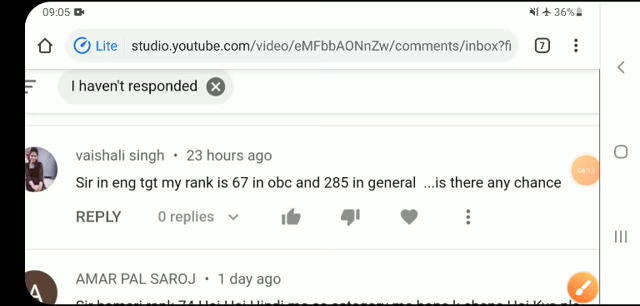 09:05 36%
Lite studio.youtube.com/video/eMFbbAONnZw/comments/inbox?fi 7
I haven't responded
vaishali singh • 23 hours ago
Sir in eng tgt my rank is 67 in obc and 285 in general ...is there any chance
REPLY 0 replies
A AMAR PAL SAROJ • 1 day ago